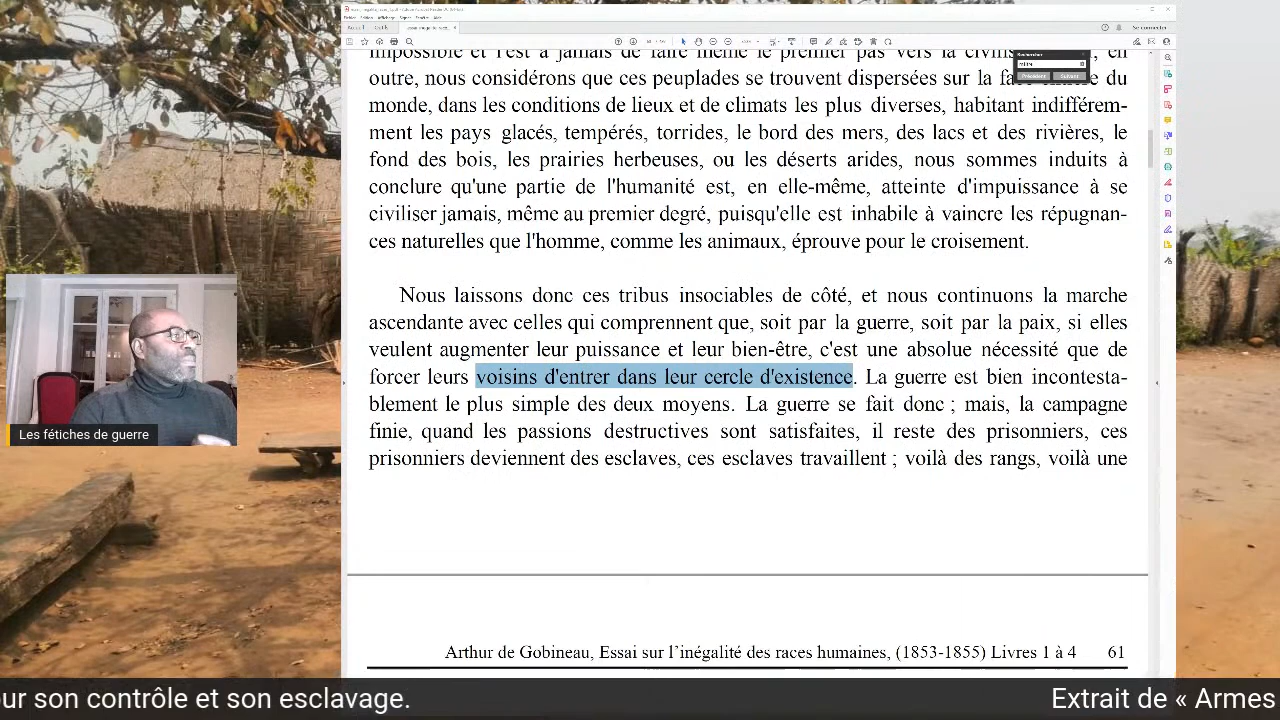 Fichier
Se connecter
Rechercher
Précédent
Suivant
impossible et l'est à jamais de faire même le premier pas vers la
outre, nous considérons que ces peuplades se trouvent dispersées sur la du
monde, dans les conditions de lieux et de climats les plus diverses, habitant indifférem-
ment les pays glacés, tempérés, torrides, le bord des mers, des lacs et des rivières, le
fond des bois, les prairies herbeuses, ou les déserts arides, nous sommes induits à
conclure qu'une partie de l'humanité est, en elle-même, atteinte d'impuissance à se
civiliser jamais, même au premier degré, puisqu'elle est inhabile à vaincre les répugnan-
ces naturelles que l'homme, comme les animaux, éprouve pour le croisement.
Nous laissons donc ces tribus insociables de côté, et nous continuons la marche
ascendante avec celles qui comprennent que, soit par la guerre, soit par la paix, si elles
veulent augmenter leur puissance et leur bien-être, c'est une absolue nécessité que de
forcer leurs voisins d'entrer dans leur cercle d'existence. La guerre est bien incontesta-
blement le plus simple des deux moyens. La guerre se fait donc ; mais, la campagne
finie, quand les passions destructives sont satisfaites, il reste des prisonniers, ces
prisonniers deviennent des esclaves, ces esclaves travaillent ; voilà des rangs, voilà une
Arthur de Gobineau, Essai sur l'inégalité des races humaines, (1853-1855) Livres 1 à 4 61
Les fétiches de guerre
ur son contrôle et son esclavage. Extrait de « Armes